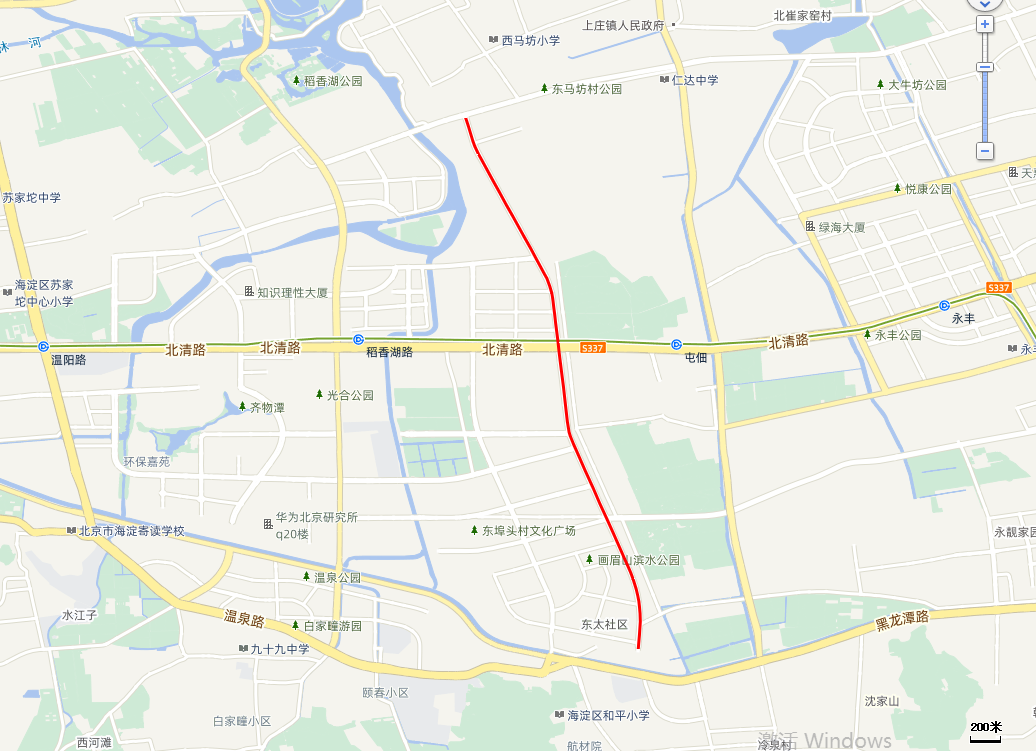 北崔家窑村
上庄镇人民政府
西马坊小学
林 河
稻香湖公园
东马坊村公园
仁达中学
大牛坊公园
苏家坨中学
悦康公园
绿海大厦
海淀区苏家
坨中心小学
知识理性大厦
S337
永丰
永丰公园
北清路
北清路
北清路
北清路
S337
温阳路
稻香湖路
屯佃
光合公园
齐物潭
环保嘉苑
华为北京研究所
q20楼
北京市海淀寄读学校
东埠头村文化广场
永靓家园
画眉山滨水公园
温泉公园
水江子
温泉路
白家疃游园
东太社区
黑龙潭路
九十九中学
颐春小区
沈家山
白家疃小区
海淀区和平小学
西河滩
航材院
冷泉村
激活 Windows
200米